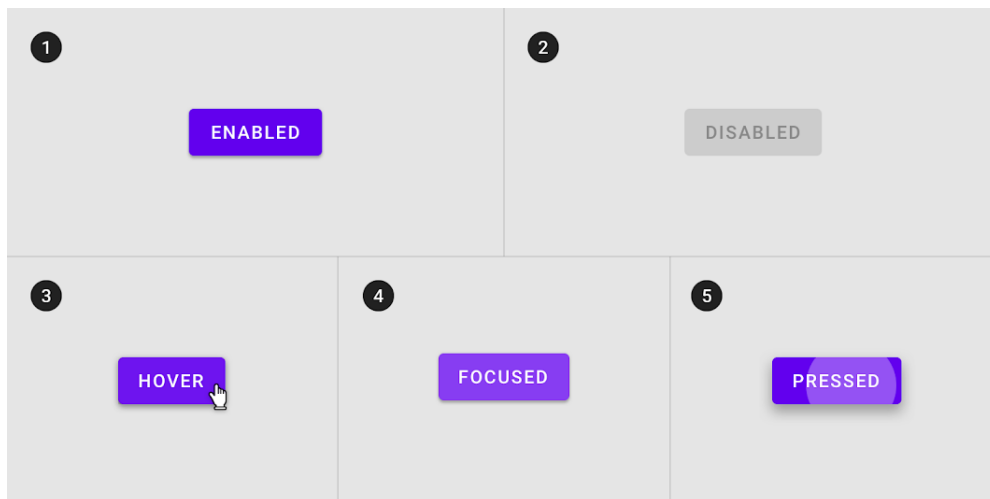 1
2
ENABLED
DISABLED
3
4
5
HOVER
FOCUSED
PRESSED